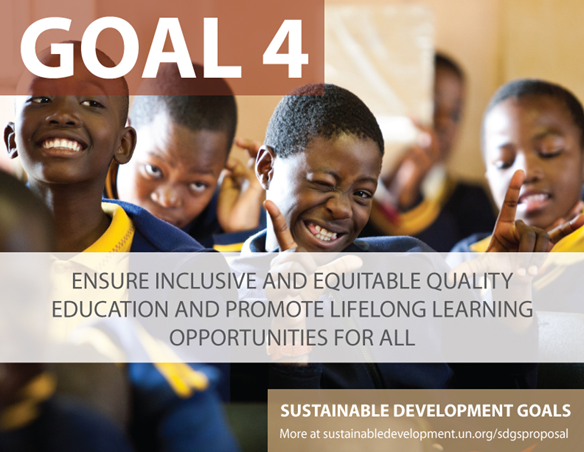 GOAL 4
ENSURE INCLUSIVE AND EQUITABLE QUALITY
EDUCATION AND PROMOTE LIFELONG LEARNING
OPPORTUNITIES FOR ALL
SUSTAINABLE DEVELOPMENT GOALS
More at sustainabledevelopment.un.org/sdgsproposal